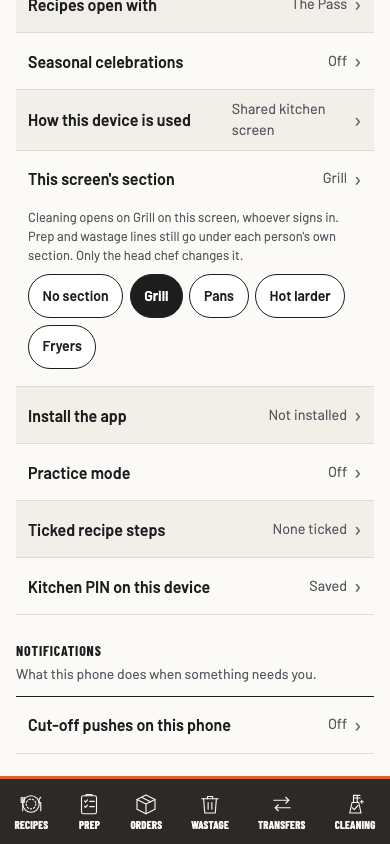 Recipes open with The Pass
Seasonal celebrations Off
How this device is used Shared kitchen
screen
This screen's section Grill
Cleaning opens on Grill on this screen, whoever signs in.
Prep and wastage lines still go under each person's own
section. Only the head chef changes it.
No section Grill Pans Hot larder
Fryers
Install the app Not installed
Practice mode Off
Ticked recipe steps None ticked
Kitchen PIN on this device Saved
NOTIFICATIONS
What this phone does when something needs you.
Cut-off pushes on this phone Off
RECIPES PREP ORDERS WASTAGE TRANSFERS CLEANING